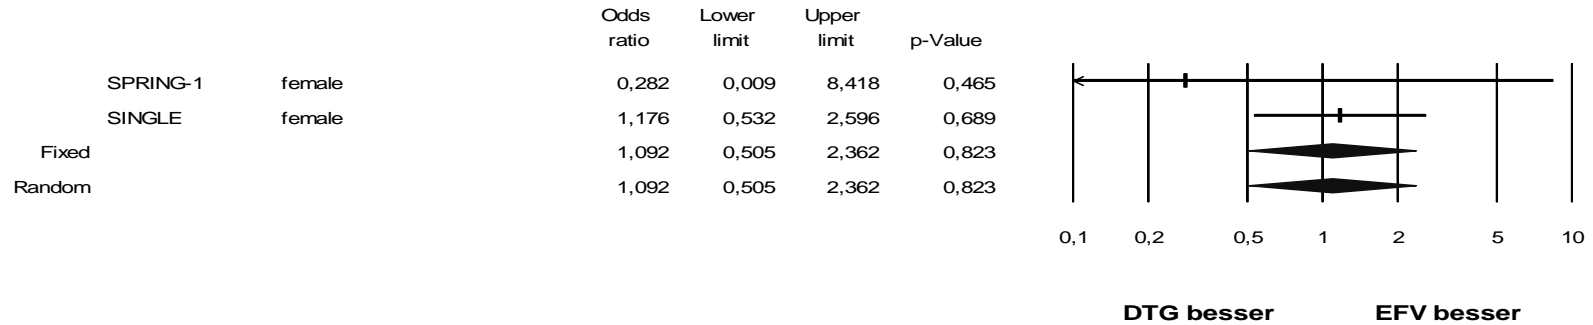 Odds Lower Upper
ratio limit limit p-Value
SPRING-1 female 0,282 0,009 8,418 0,465
SINGLE female 1,176 0,532 2,596 0,689
Fixed 1,092 0,505 2,362 0,823
Random 1,092 0,505 2,362 0,823
0,1 0,2 0,5 1 2 5 10
DTG besser EFV besser